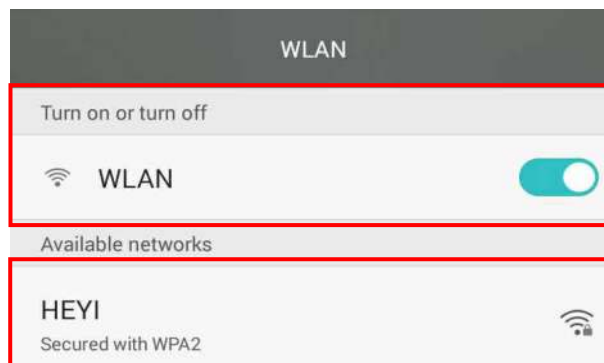 WLAN
Turn on or turn off
WLAN
Available networks
HEYI
Secured with WPA2